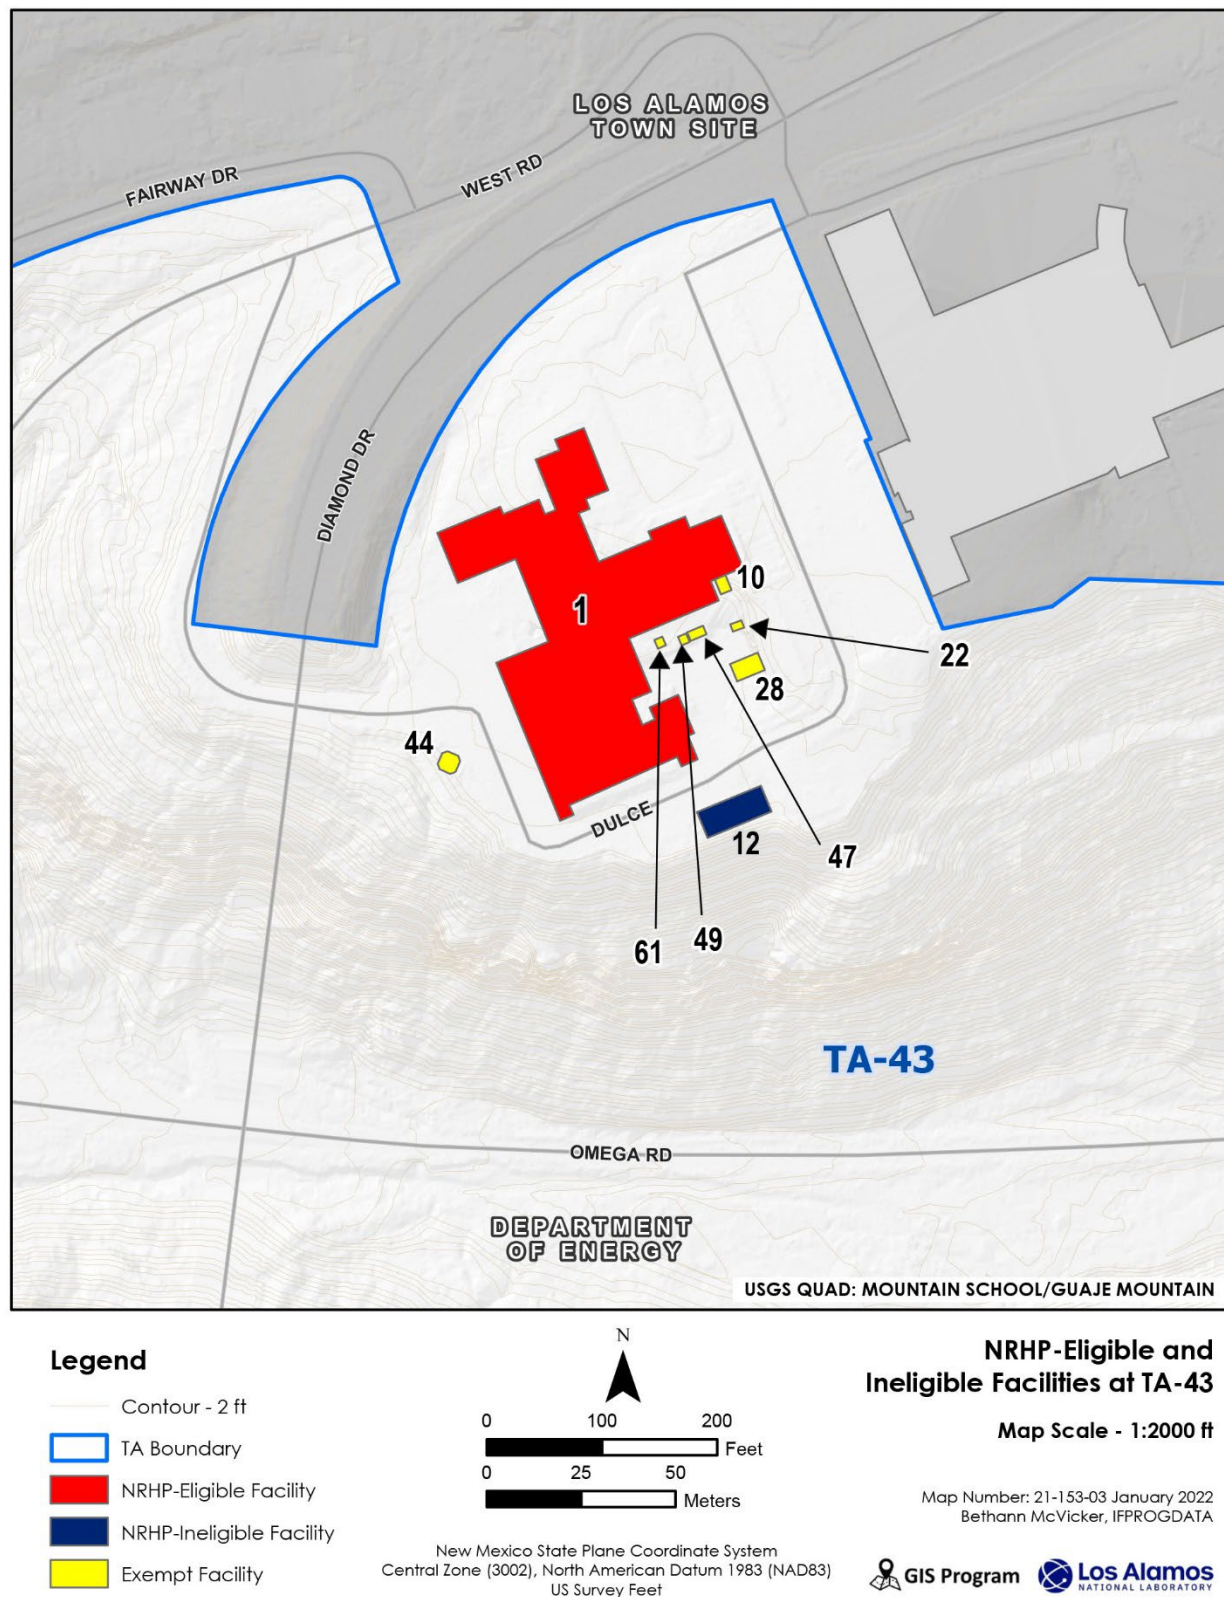 LOS ALAMOS
TOWN SITE
FAIRWAY DR
WEST RD
DIAMOND DR
10
1
22
28
44
DULCE
12
47
61
49
TA-43
OMEGA RD
DEPARTMENT
OF ENERGY
USGS QUAD: MOUNTAIN SCHOOL/GUAJE MOUNTAIN
Legend
Contour - 2 ft
TA Boundary
NRHP-Eligible Facility
NRHP-Ineligible Facility
Exempt Facility
N
0 100 200
Feet
0 25 50
Meters
New Mexico State Plane Coordinate System
Central Zone (3002), North American Datum 1983 (NAD83)
US Survey Feet
NRHP-Eligible and
Ineligible Facilities at TA-43
Map Scale - 1:2000 ft
Map Number: 21-153-03 January 2022
Bethann McVicker, IFPROGDATA
GIS Program
Los Alamos
NATIONAL LABORATORY